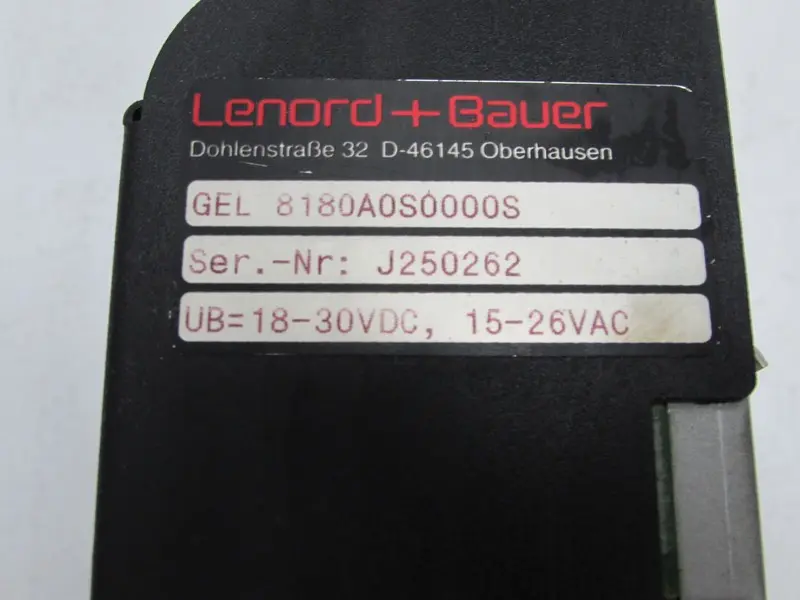 Lenord+Bauer
Dohlenstraße 32 D-46145 Oberhausen
GEL 8180A0S0000S
Ser.-Nr: J250262
UB=18-30VDC, 15-26VAC